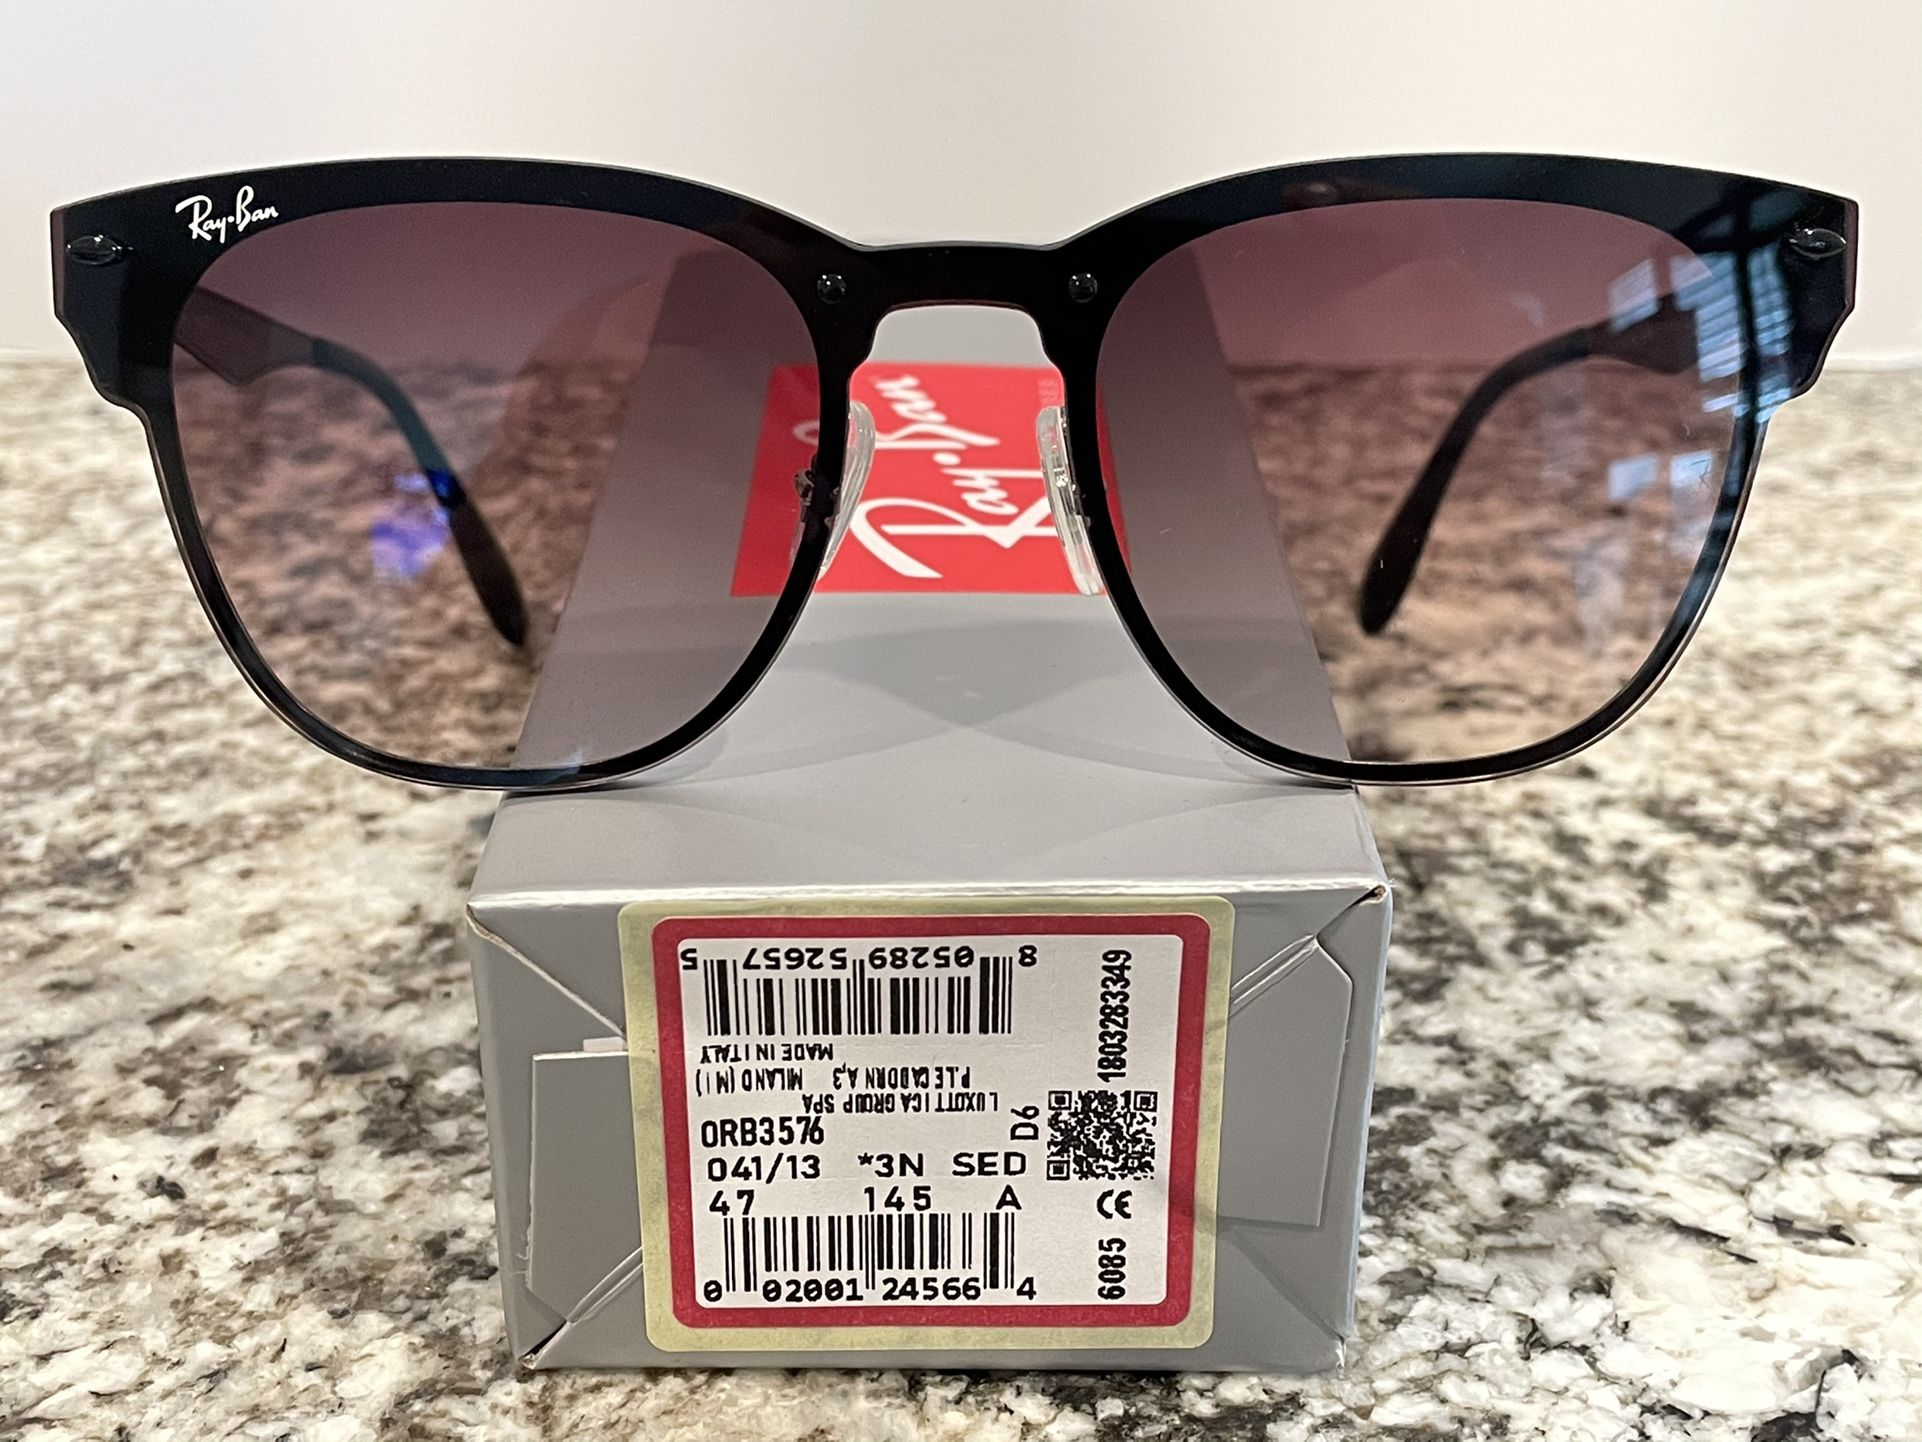 Ray-Ban
Ray-Ban
8 05289 52657 5
MADE IN ITALY
P.LE CADORNA,3 MILANO (MI)
LUXOTTICA GROUP SPA
0RB3576
D6
041/13 *3N SED
47 145 A
0 02001 24566 4
1803283349
CE
6085